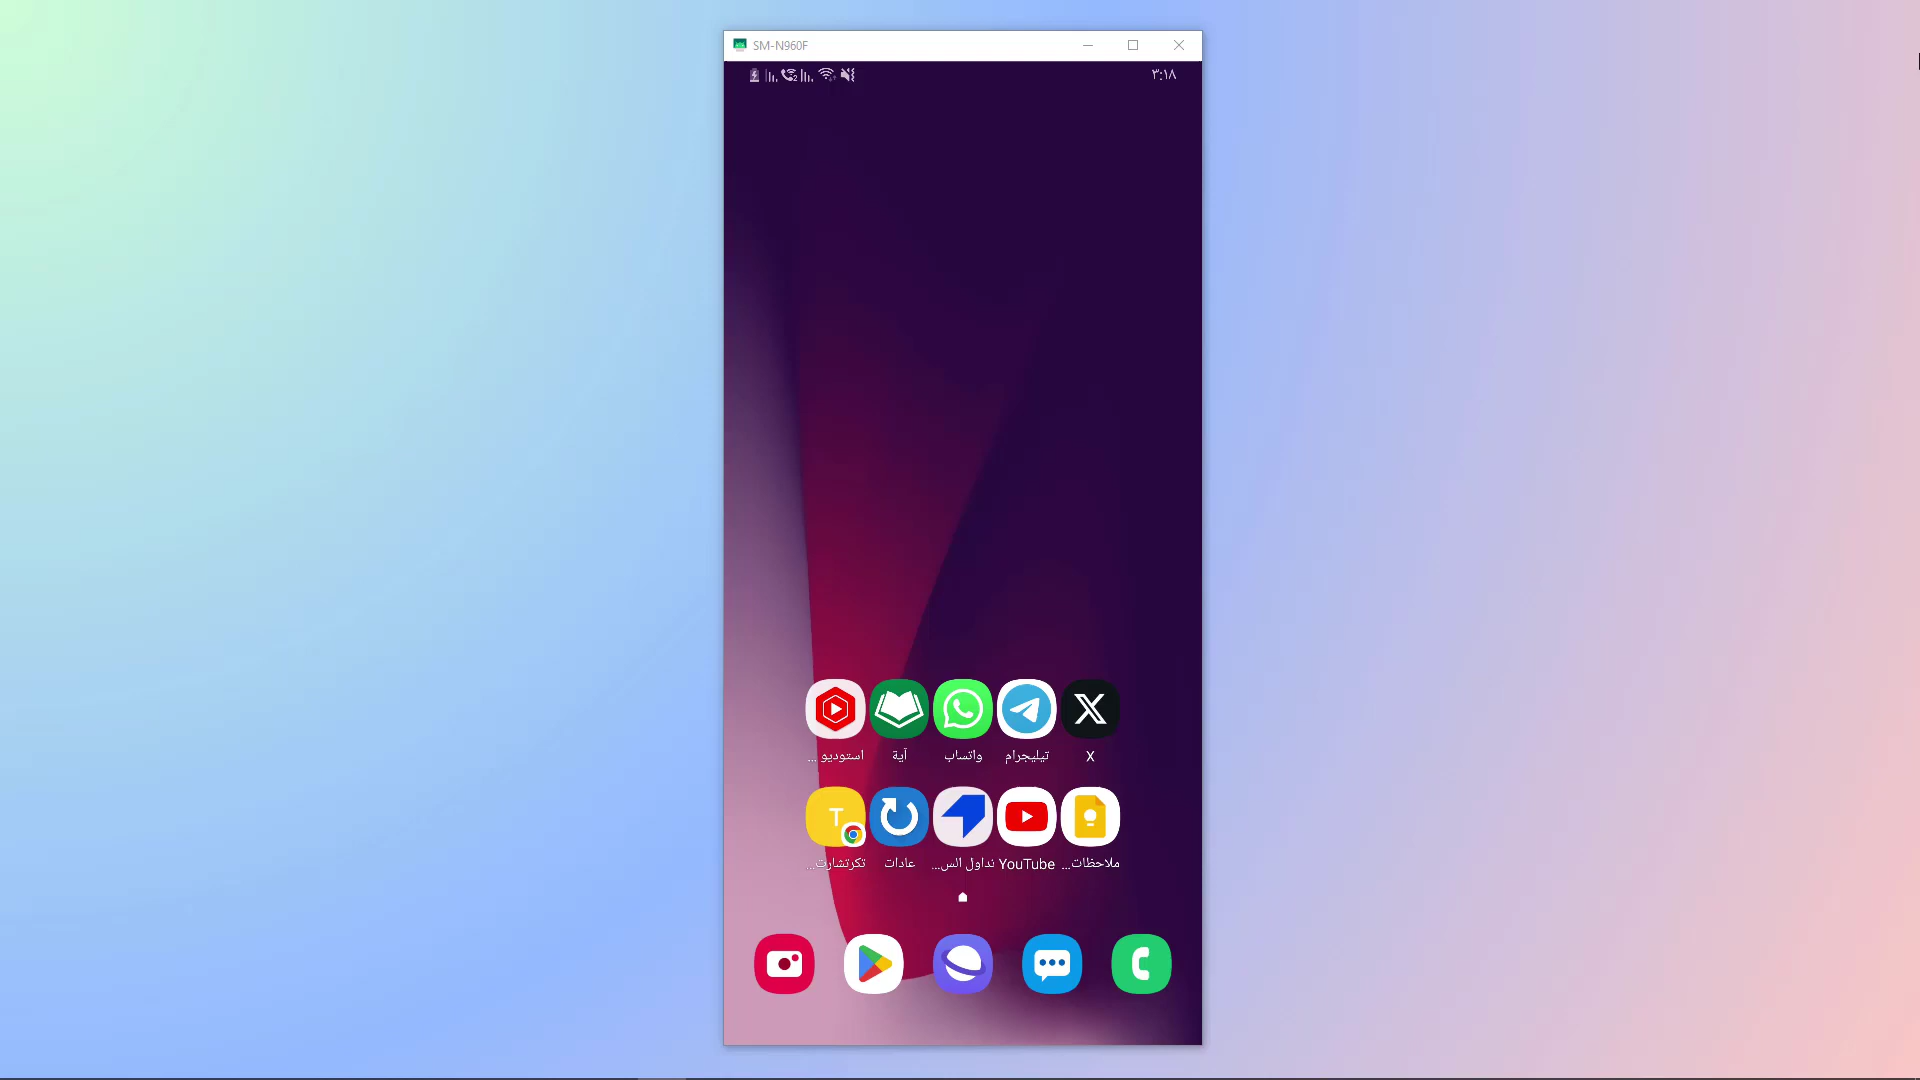 SM-N960F
٣:١٨
X
تيليجرام
واتساب
آية
استوديو ...
ملاحظات...
YouTube
تداول الس...
عادات
T
تكرتشارت...